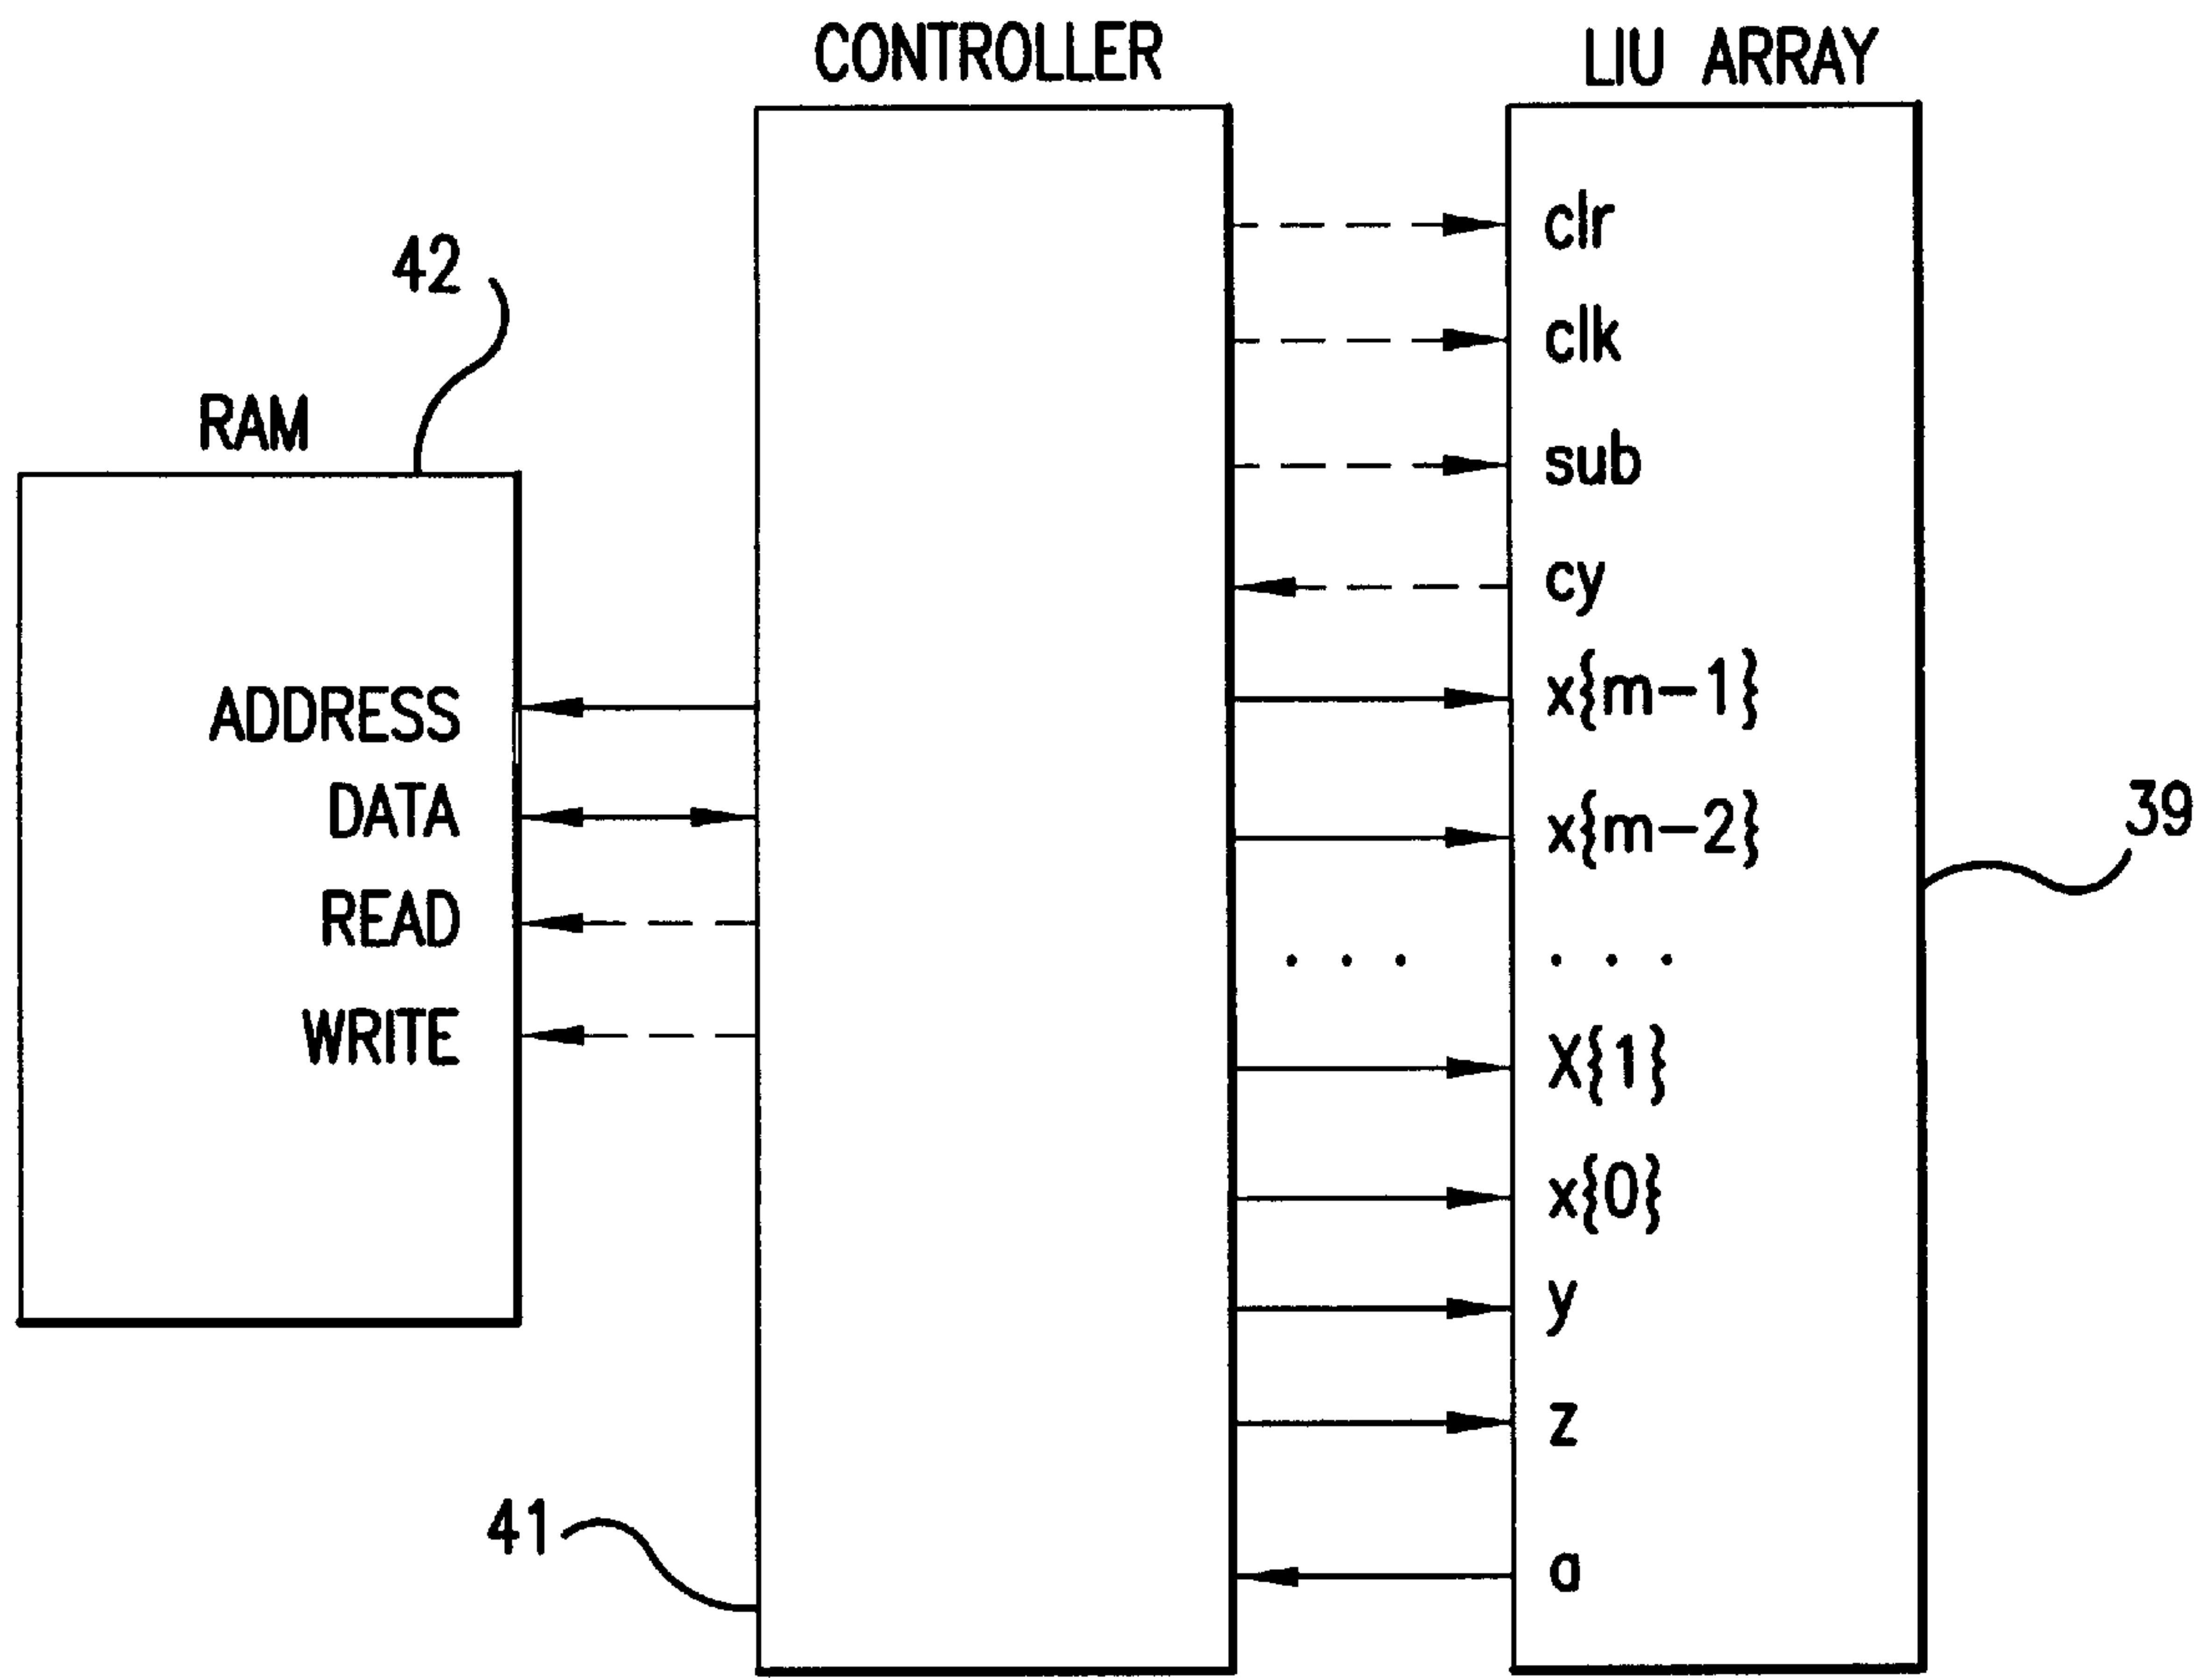 CONTROLLER
LIU ARRAY
42
RAM
ADDRESS
DATA
READ
WRITE
41
clr
clk
sub
cy
x{m-1}
x{m-2}
. . . . . .
X{1}
x{0}
y
z
a
39